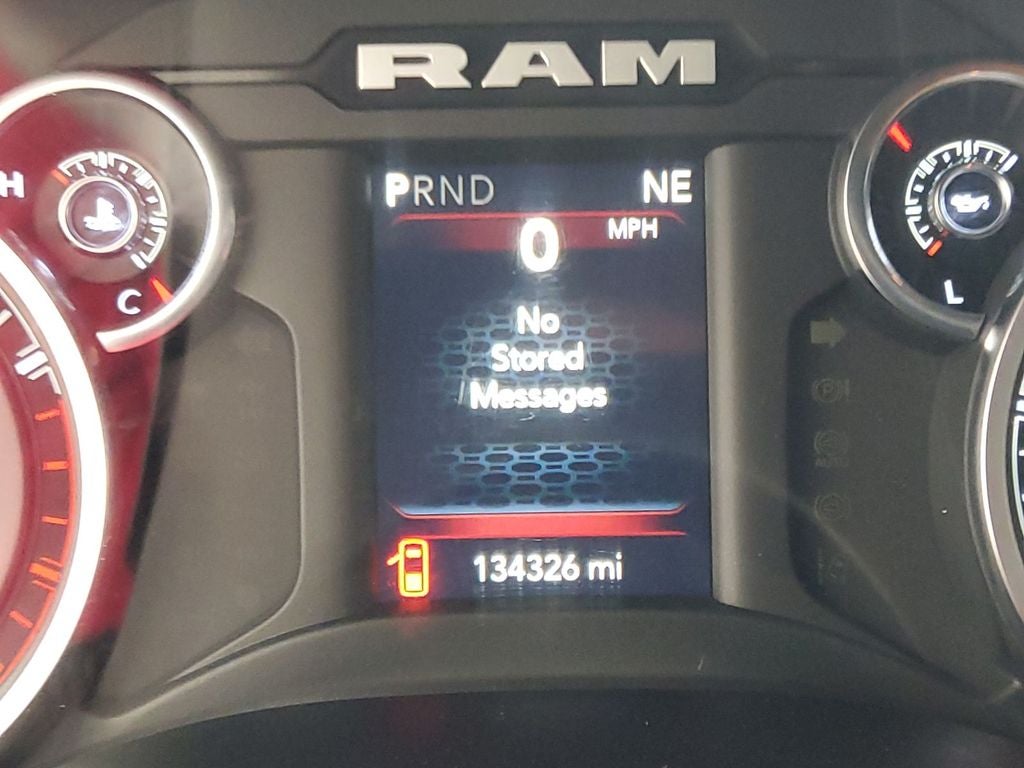 RAM
H
PRND NE
0 MPH
C
L
No
Stored
Messages
134326 mi